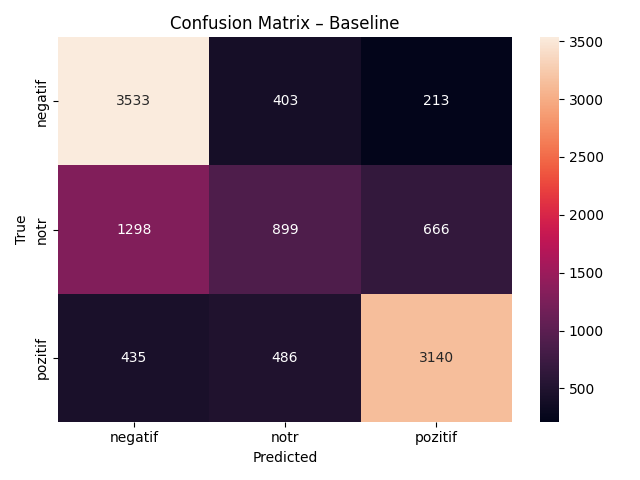 Confusion Matrix – Baseline
True
negatif
3533 403 213
notr
1298 899 666
pozitif
435 486 3140
negatif notr pozitif
Predicted
3500
3000
2500
2000
1500
1000
500